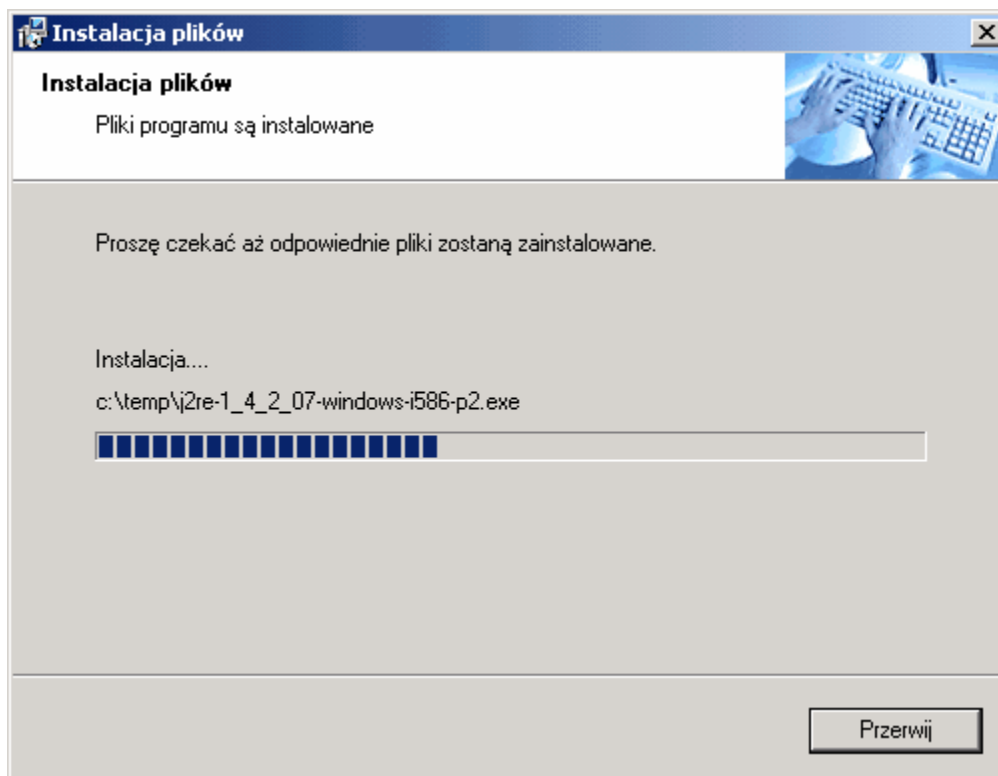 Instalacja plików
Instalacja plików
Pliki programu są instalowane
Proszę czekać aż odpowiednie pliki zostaną zainstalowane.
Instalacja....
c:\temp\j2re-1_4_2_07-windows-i586-p2.exe
Przerwij